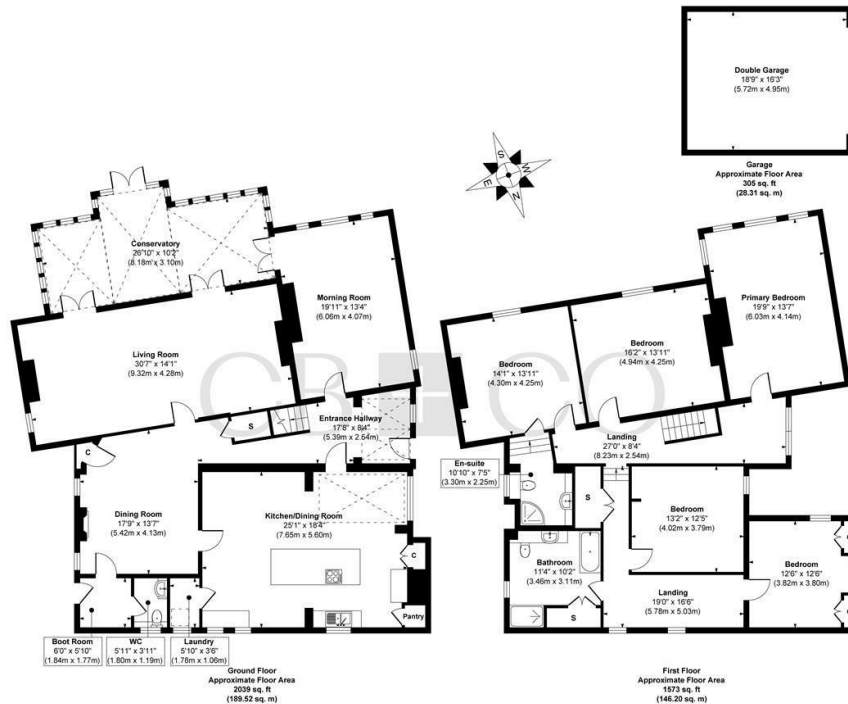 Double Garage
18'9" x 16'3"
(5.72m x 4.95m)
Garage
Approximate Floor Area
305 sq. ft
(28.31 sq. m)
S
E
W
N
Conservatory
26'10" x 10'2"
(8.18m x 3.10m)
Morning Room
19'11" x 13'4"
(6.06m x 4.07m)
Living Room
30'7" x 14'1"
(9.32m x 4.28m)
S
Entrance Hallway
17'8" x 8'4"
(5.39m x 2.54m)
C
Dining Room
17'9" x 13'7"
(5.42m x 4.13m)
Kitchen/Dining Room
25'1" x 18'4"
(7.65m x 5.60m)
C
Pantry
Boot Room
6'0" x 5'10"
(1.84m x 1.77m)
WC
5'11" x 3'11"
(1.80m x 1.19m)
Laundry
5'10" x 3'6"
(1.78m x 1.06m)
Ground Floor
Approximate Floor Area
2039 sq. ft
(189.52 sq. m)
Primary Bedroom
19'9" x 13'7"
(6.03m x 4.14m)
Bedroom
16'2" x 13'11"
(4.94m x 4.25m)
Bedroom
14'1" x 13'11"
(4.30m x 4.25m)
Landing
27'0" x 8'4"
(8.23m x 2.54m)
En-suite
10'10" x 7'5"
(3.30m x 2.25m)
S
Bedroom
13'2" x 12'5"
(4.02m x 3.79m)
Bathroom
11'4" x 10'2"
(3.46m x 3.11m)
Bedroom
12'6" x 12'6"
(3.82m x 3.80m)
Landing
19'0" x 16'6"
(5.78m x 5.03m)
S
First Floor
Approximate Floor Area
1573 sq. ft
(146.20 sq. m)